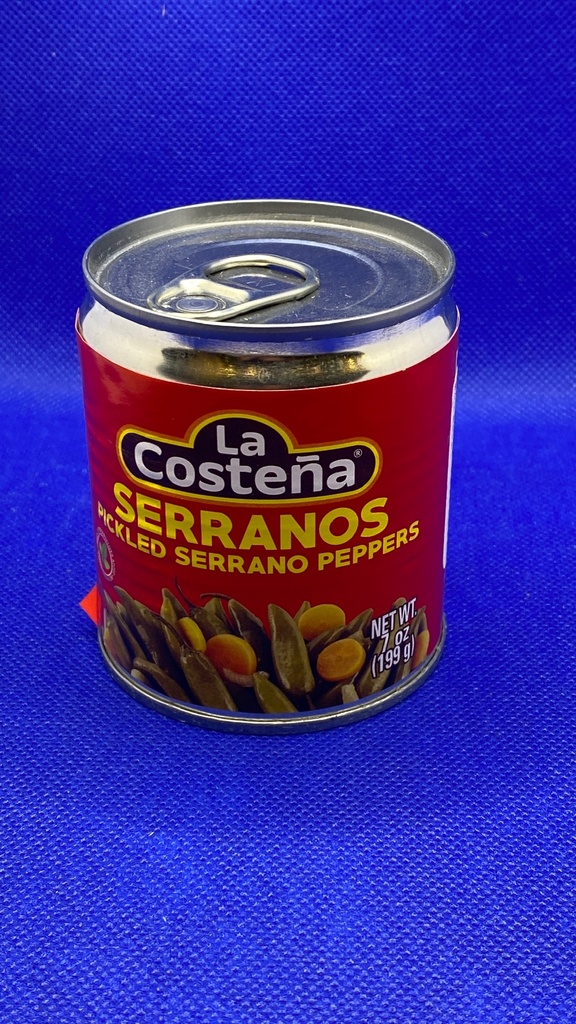 La
Costeña®
SERRANOS
PICKLED SERRANO PEPPERS
NET WT.
7 oz
(199 g)